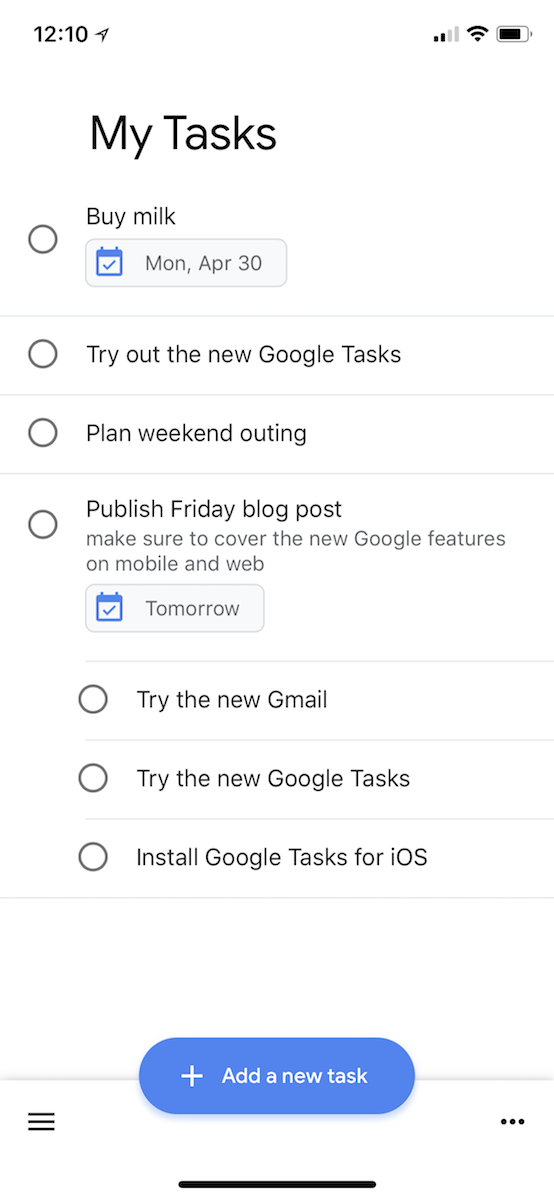 12:10
My Tasks
Buy milk
Mon, Apr 30
Try out the new Google Tasks
Plan weekend outing
Publish Friday blog post
make sure to cover the new Google features
on mobile and web
Tomorrow
Try the new Gmail
Try the new Google Tasks
Install Google Tasks for iOS
Add a new task